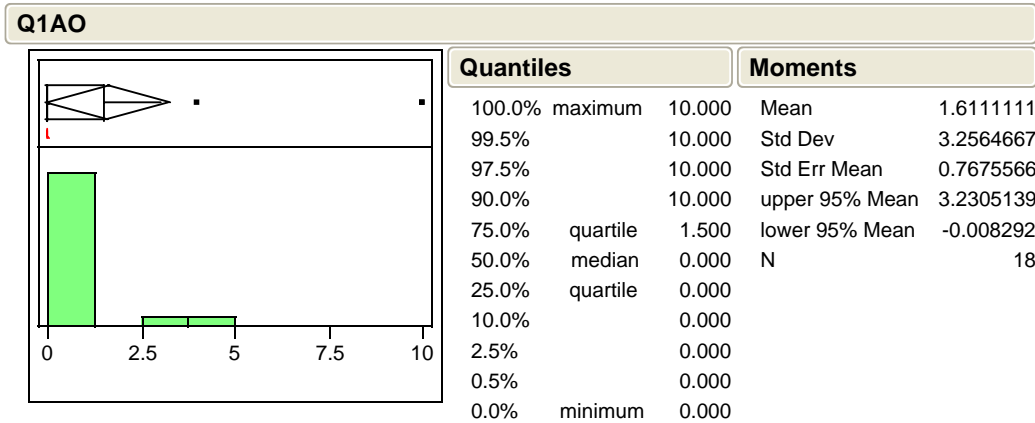 Q1AO
0 2.5 5 7.5 10
Quantiles
100.0% maximum 10.000
99.5% 10.000
97.5% 10.000
90.0% 10.000
75.0% quartile 1.500
50.0% median 0.000
25.0% quartile 0.000
10.0% 0.000
2.5% 0.000
0.5% 0.000
0.0% minimum 0.000
Moments
Mean 1.6111111
Std Dev 3.2564667
Std Err Mean 0.7675566
upper 95% Mean 3.2305139
lower 95% Mean -0.008292
N 18